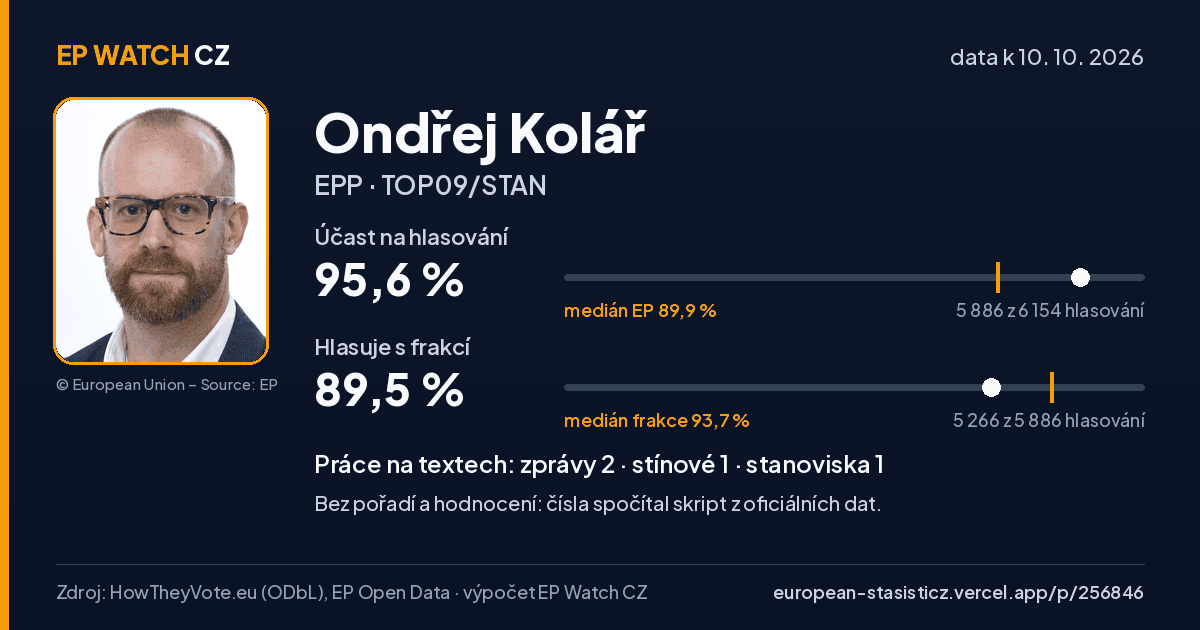 EP WATCH CZ
data k 10. 10. 2026
Ondřej Kolář
EPP · TOP09/STAN
Účast na hlasování
95,6 %
medián EP 89,9 %
5 886 z 6 154 hlasování
Hlasuje s frakcí
89,5 %
medián frakce 93,7 %
5 266 z 5 886 hlasování
© European Union – Source: EP
Práce na textech: zprávy 2 · stínové 1 · stanoviska 1
Bez pořadí a hodnocení: čísla spočítal skript z oficiálních dat.
Zdroj: HowTheyVote.eu (ODbL), EP Open Data · výpočet EP Watch CZ
european-stasisticz.vercel.app/p/256846